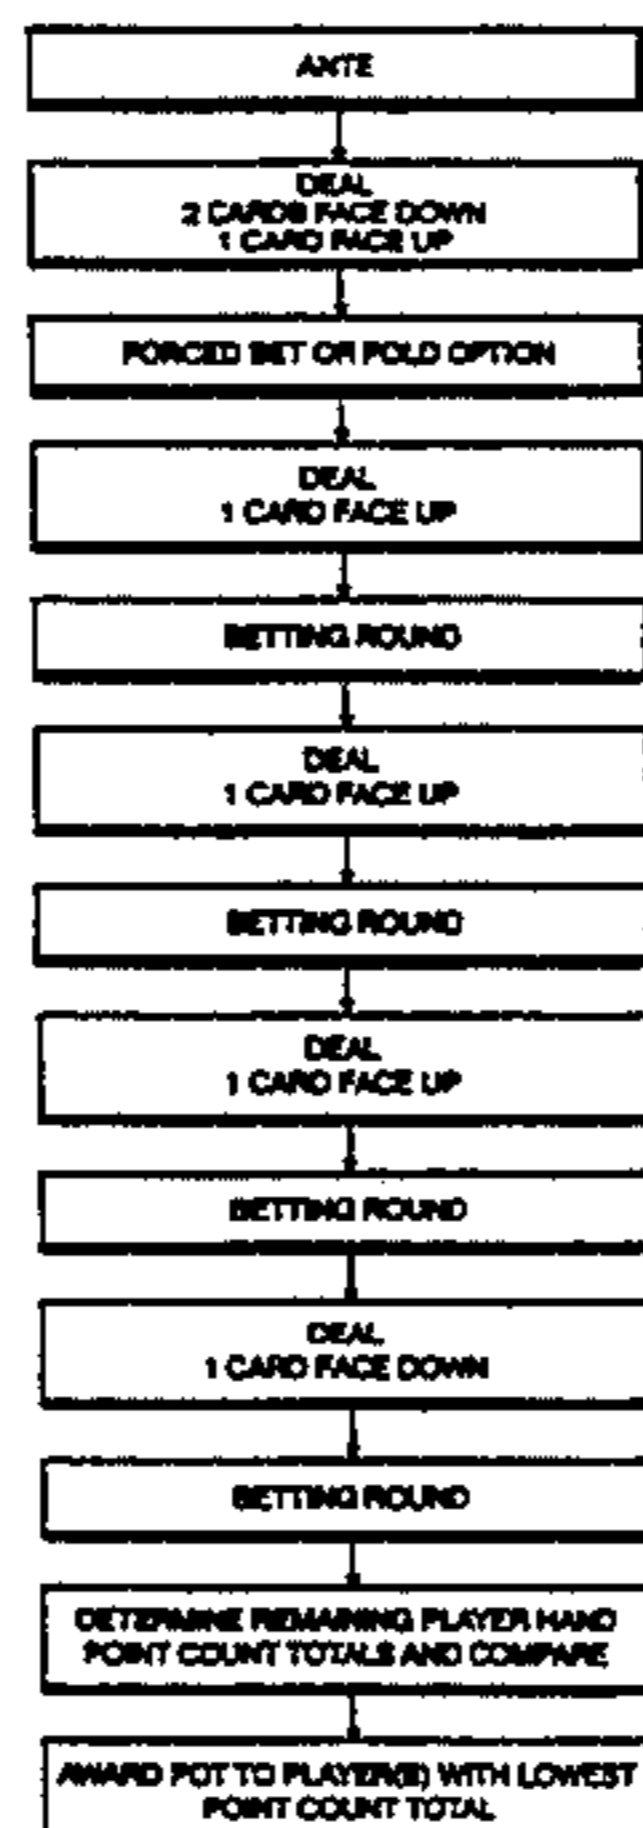 ANTE
DEAL
2 CARDS FACE DOWN
1 CARD FACE UP
FORCED BET OR FOLD OPTION
DEAL
1 CARD FACE UP
BETTING ROUND
DEAL
1 CARD FACE UP
BETTING ROUND
DEAL
1 CARD FACE UP
BETTING ROUND
DEAL
1 CARD FACE DOWN
BETTING ROUND
DETERMINE REMAINING PLAYER HAND
POINT COUNT TOTALS AND COMPARE
AWARD POT TO PLAYER(S) WITH LOWEST
POINT COUNT TOTAL